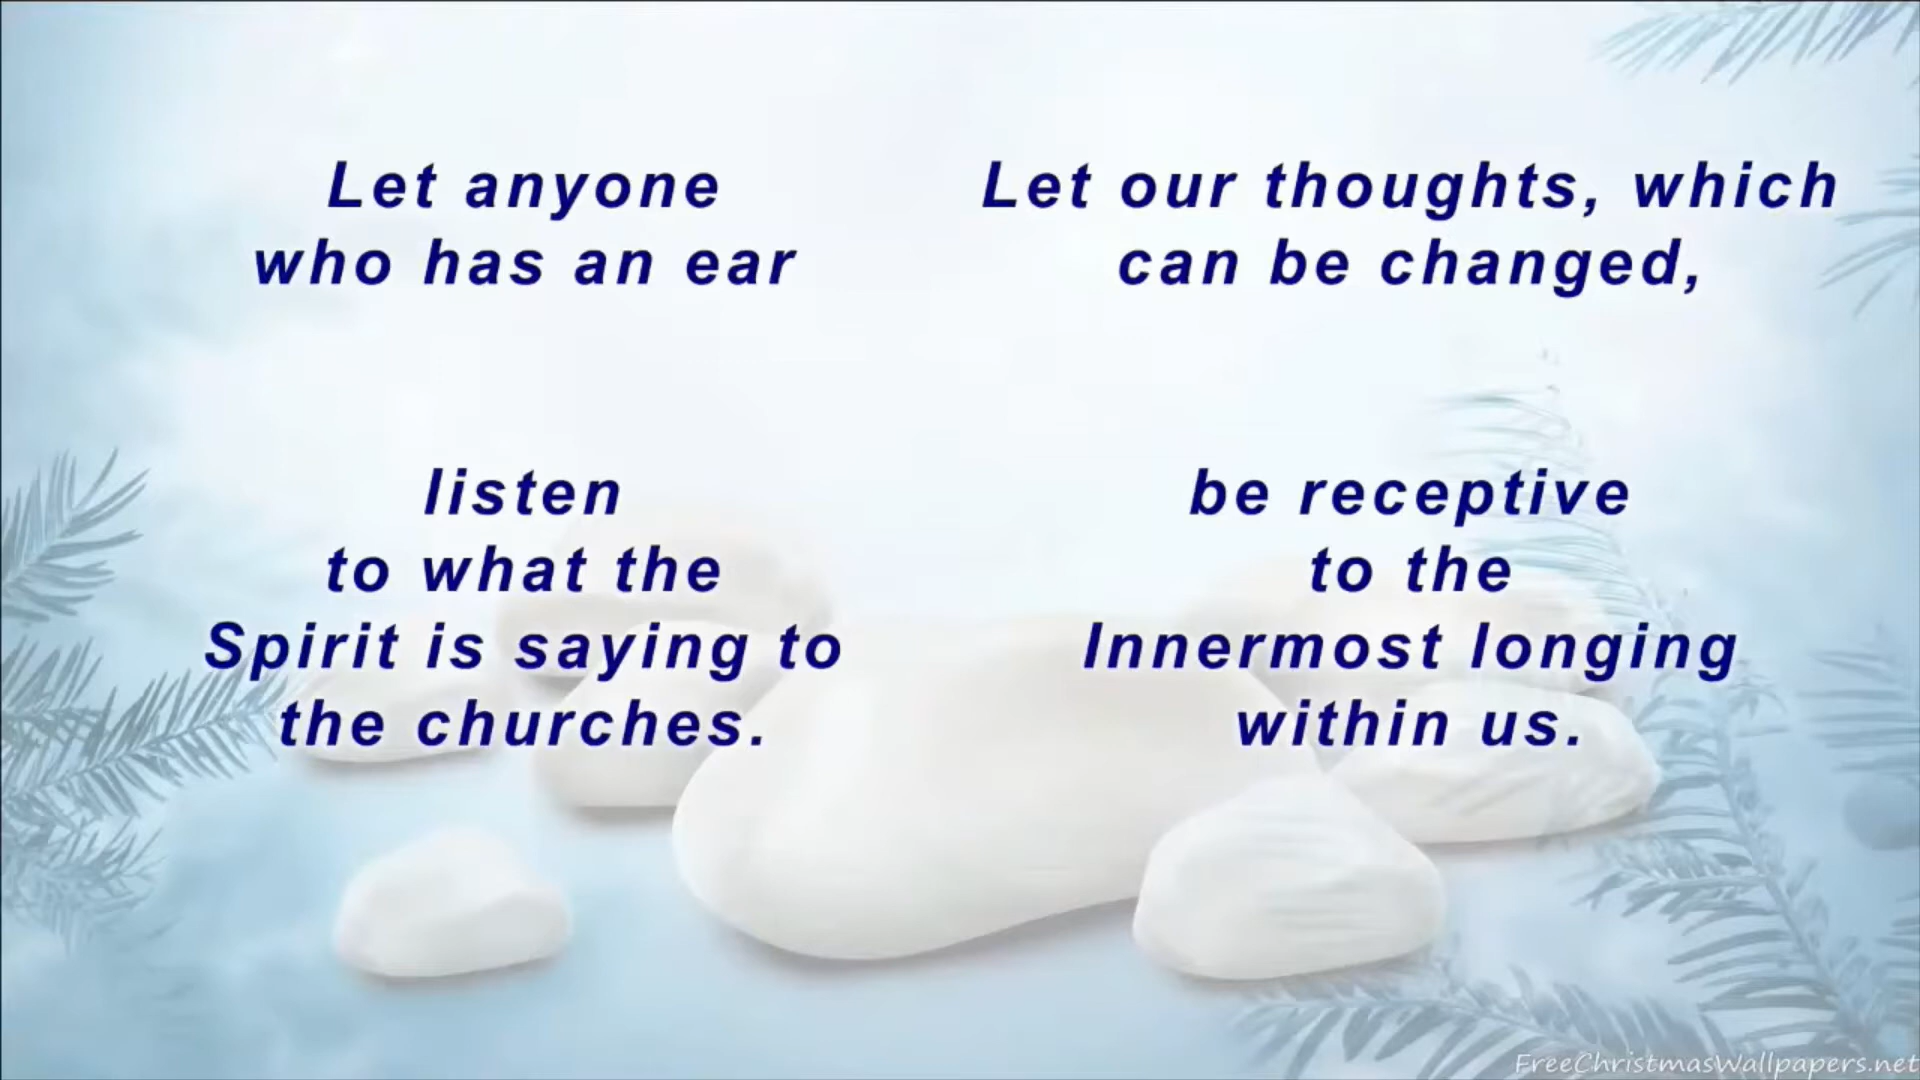 Let anyone
who has an ear
listen
to what the
Spirit is saying to
the churches.
Let our thoughts, which
can be changed,
be receptive
to the
Innermost longing
within us.
FreeChristmasWallpapers.net